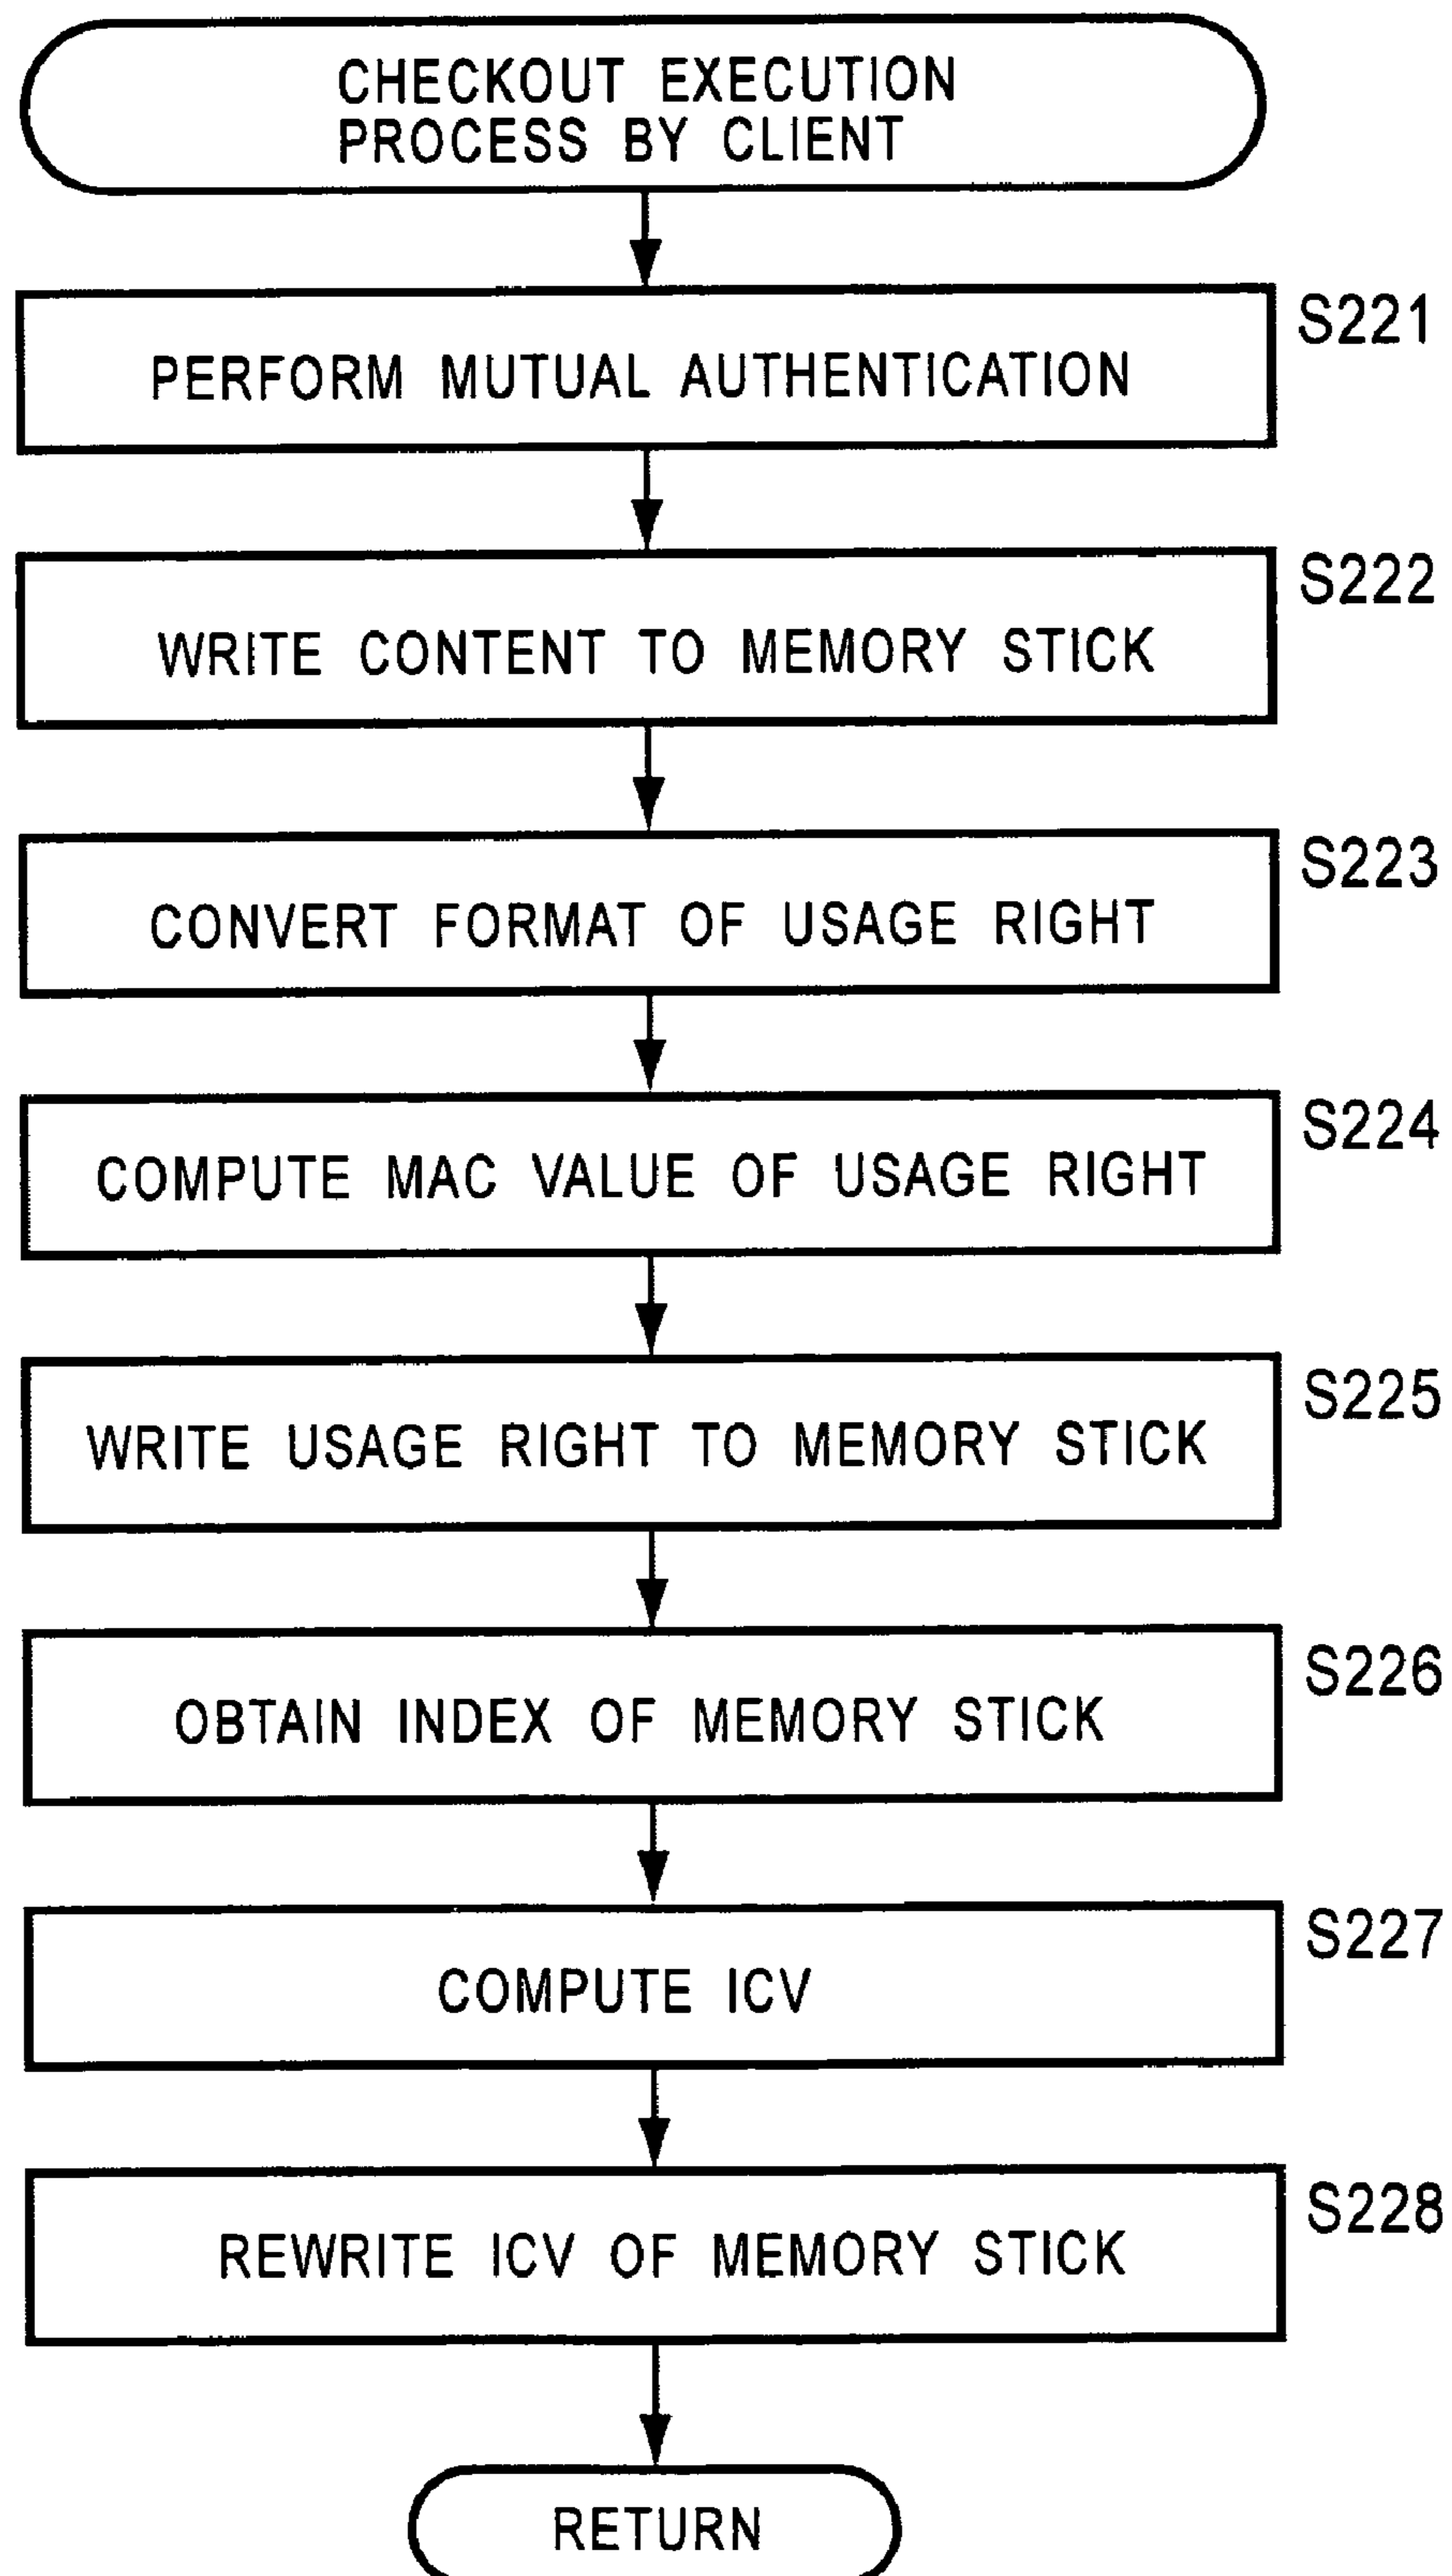 CHECKOUT EXECUTION
PROCESS BY CLIENT
S221
PERFORM MUTUAL AUTHENTICATION
S222
WRITE CONTENT TO MEMORY STICK
S223
CONVERT FORMAT OF USAGE RIGHT
S224
COMPUTE MAC VALUE OF USAGE RIGHT
S225
WRITE USAGE RIGHT TO MEMORY STICK
S226
OBTAIN INDEX OF MEMORY STICK
S227
COMPUTE ICV
S228
REWRITE ICV OF MEMORY STICK
RETURN